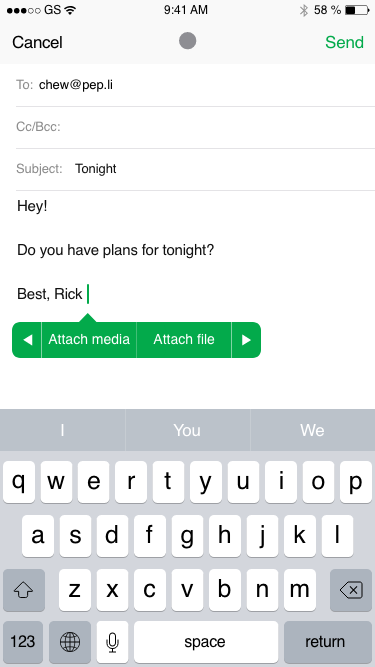 GS 9:41 AM 58 %
Cancel Send
To: chew@pep.li
Cc/Bcc:
Subject: Tonight
Hey!
Do you have plans for tonight?
Best, Rick
Attach media Attach file
I You We
q w e r t y u i o p
a s d f g h j k l
z x c v b n m
123 space return